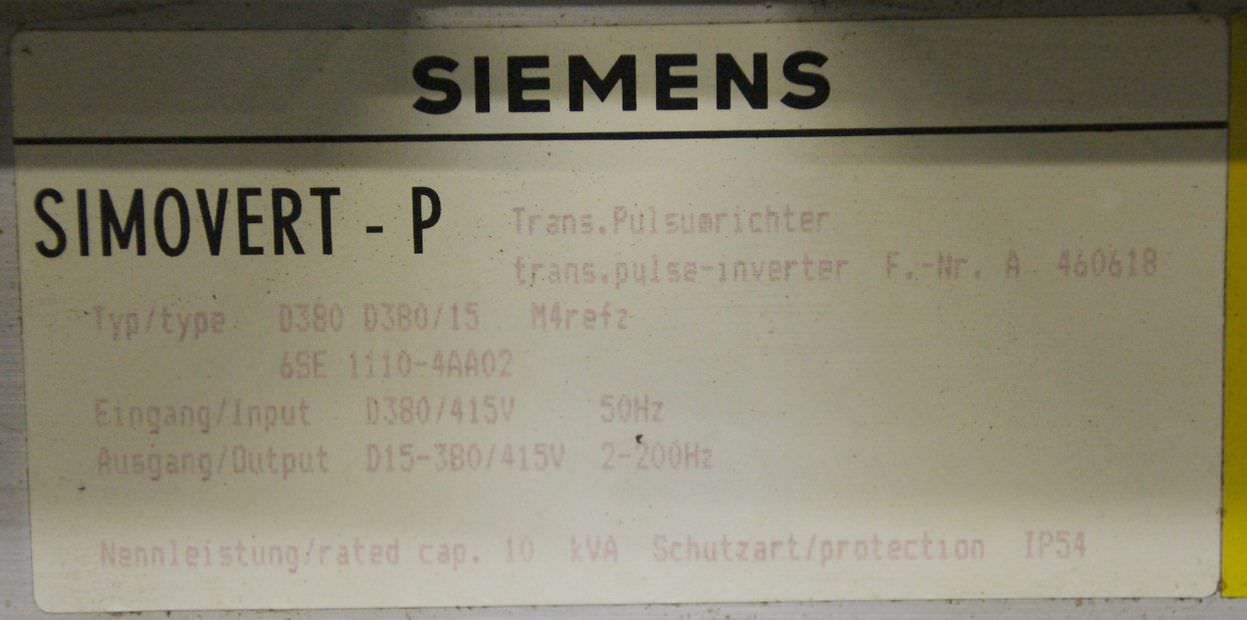 SIEMENS
SIMOVERT - P
Trans.Pulsumrichter
trans.pulse-inverter F.-Nr. A 460618
Typ/type D380 D380/15 M4refz
6SE 1110-4AA02
Eingang/Input D380/415V 50Hz
Ausgang/Output D15-380/415V 2-200Hz
Nennleistung/rated cap. 10 kVA Schutzart/protection IP54